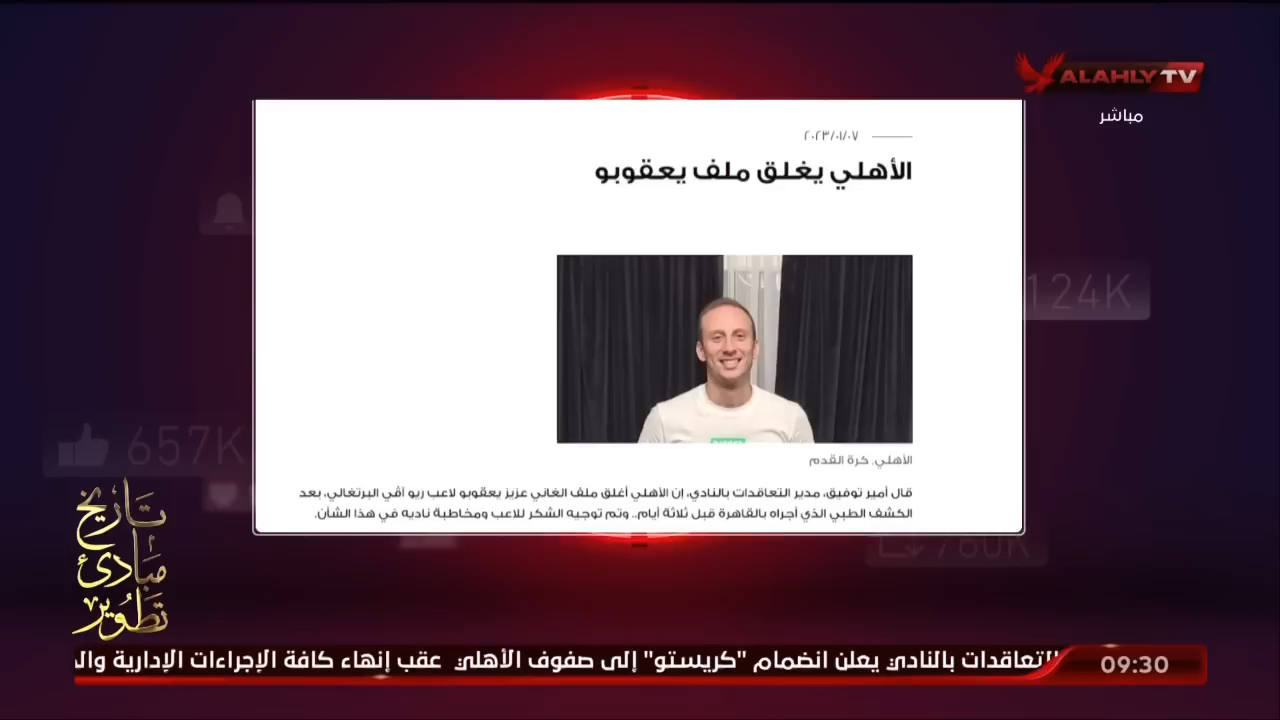 ALAHLY TV
مباشر
٢٠٢٣/٠١/٠٧
الأهلي يغلق ملف يعقوبو
124K
657K
الأهلي, كرة القدم
قال أمير توفيق، مدير التعاقدات بالنادي، إن الأهلي أغلق ملف الغاني عزيز يعقوبو لاعب ريو آڤي البرتغالي، بعد
الكشف الطبي الذي أجراه بالقاهرة قبل ثلاثة أيام.. وتم توجيه الشكر للاعب ومخاطبة ناديه في هذا الشأن.
760K
تاريخ
مبادئ
تطوير
التعاقدات بالنادي يعلن انضمام "كريستو" إلى صفوف الأهلي عقب إنهاء كافة الإجراءات الإدارية
09:30